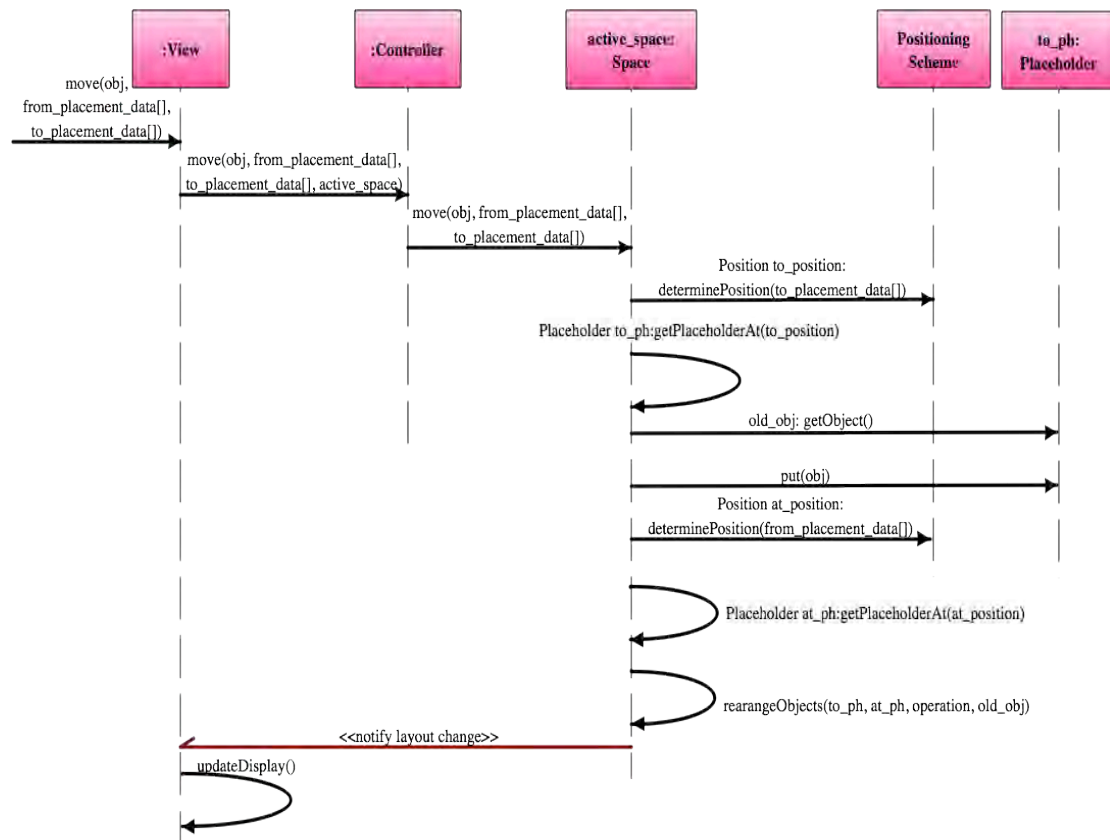 :View
:Controller
active_space:
Space
Positioning
Scheme
to_ph:
Placeholder
move(obj,
from_placement_data[],
to_placement_data[])
move(obj, from_placement_data[],
to_placement_data[], active_space)
move(obj, from_placement_data[],
to_placement_data[])
Position to_position:
determinePosition(to_placement_data[])
Placeholder to_ph:getPlaceholderAt(to_position)
old_obj: getObject()
put(obj)
Position at_position:
determinePosition(from_placement_data[])
Placeholder at_ph:getPlaceholderAt(at_position)
rearangeObjects(to_ph, at_ph, operation, old_obj)
<<notify layout change>>
updateDisplay()